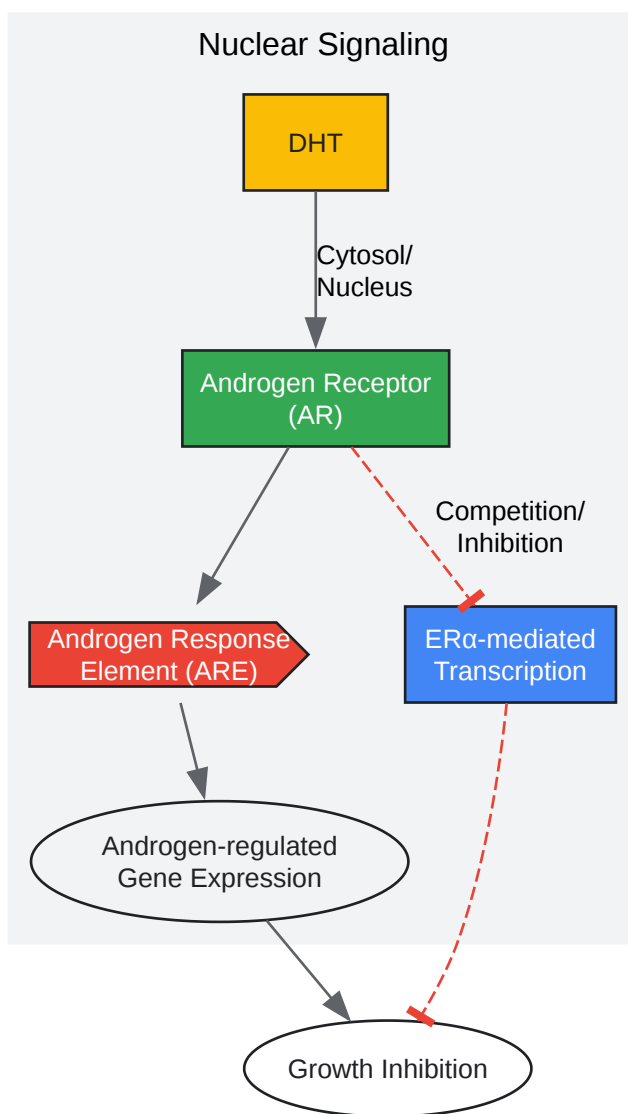 Nuclear Signaling
DHT
Cytosol/
Nucleus
Androgen Receptor
(AR)
Competition/
Inhibition
Androgen Response
Element (ARE)
ERα-mediated
Transcription
Androgen-regulated
Gene Expression
Growth Inhibition